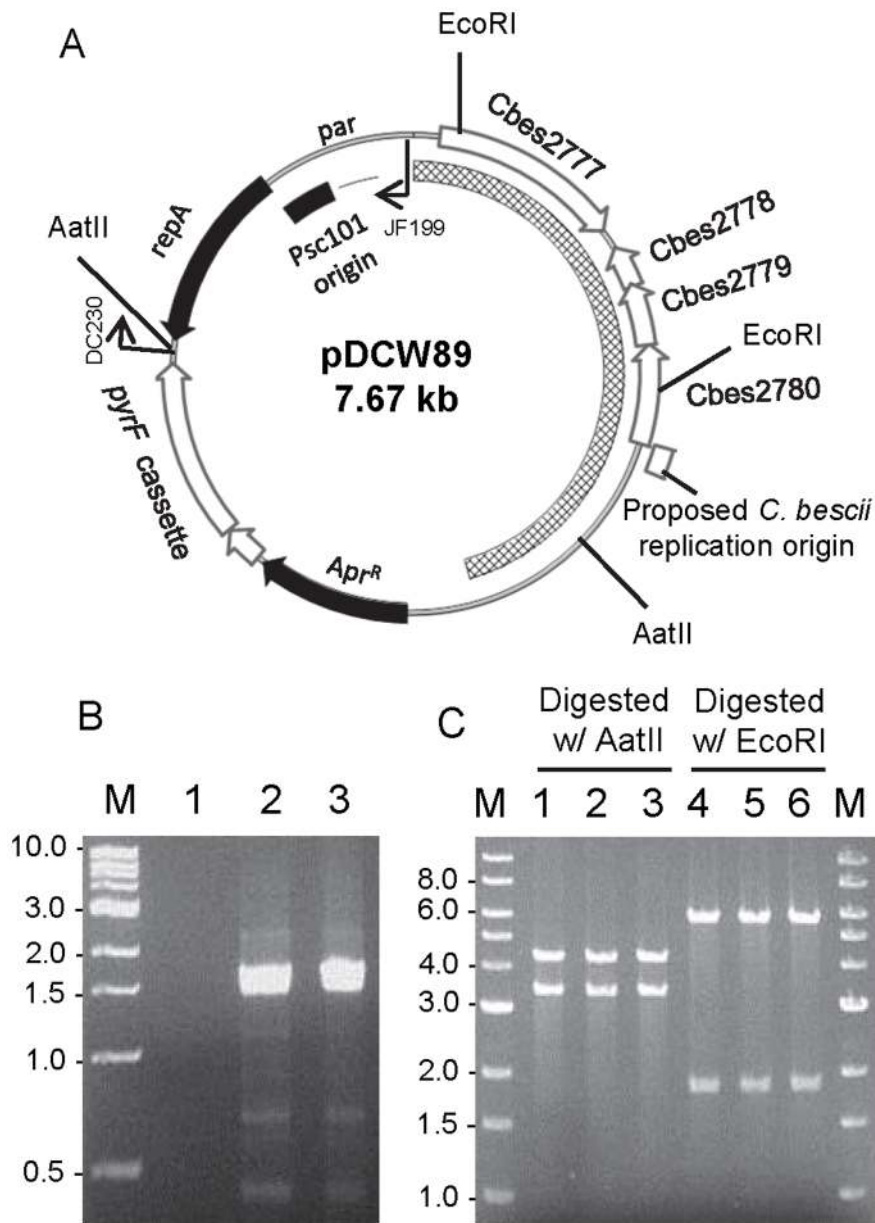 A
EcoRI
Cbes2777
par
Cbes2778
repA
Psc101
origin
JF199
Cbes2779
AatII
DC230
EcoRI
pDCW89
7.67 kb
Cbes2780
pyrF cassette
Proposed C. bescii
replication origin
AprR
AatII
B
C
Digested
w/ AatII
Digested
w/ EcoRI
M 1 2 3
M 1 2 3 4 5 6 M
10.0
3.0
2.0
1.5
1.0
0.5
8.0
6.0
4.0
3.0
2.0
1.5
1.0